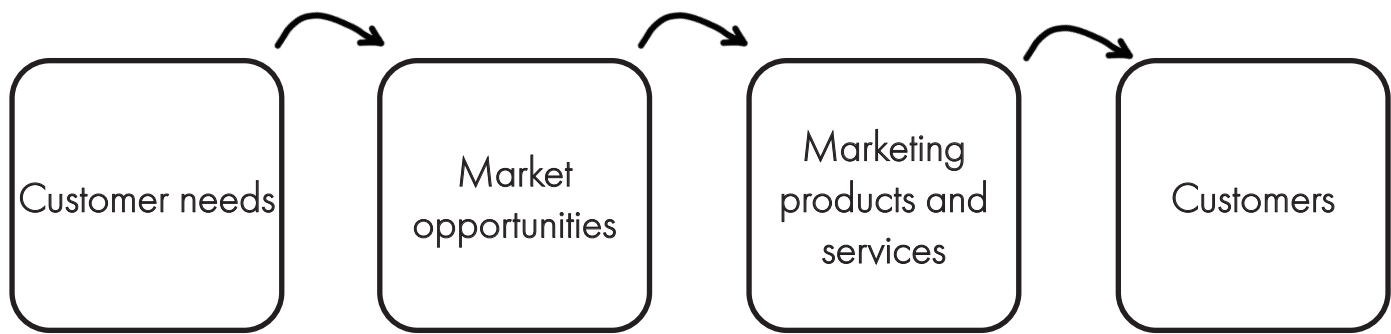 Customer needs
Market
opportunities
Marketing
products and
services
Customers